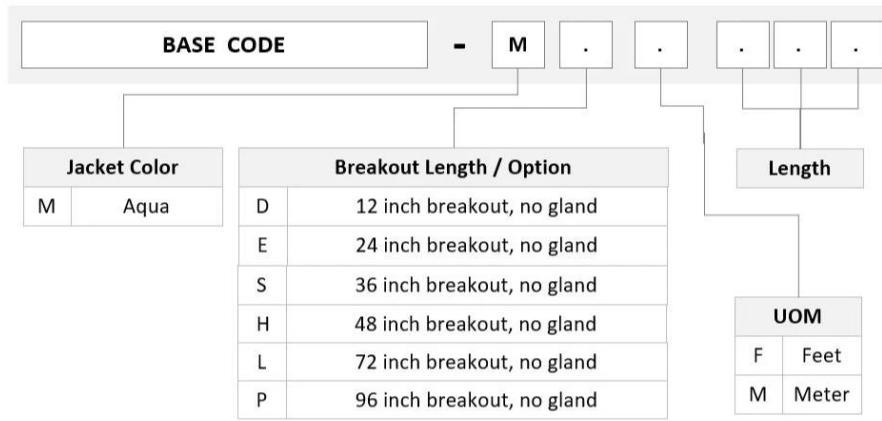 BASE CODE - M . . . . .
Jacket Color
M Aqua
Breakout Length / Option
D 12 inch breakout, no gland
E 24 inch breakout, no gland
S 36 inch breakout, no gland
H 48 inch breakout, no gland
L 72 inch breakout, no gland
P 96 inch breakout, no gland
Length
UOM
F Feet
M Meter